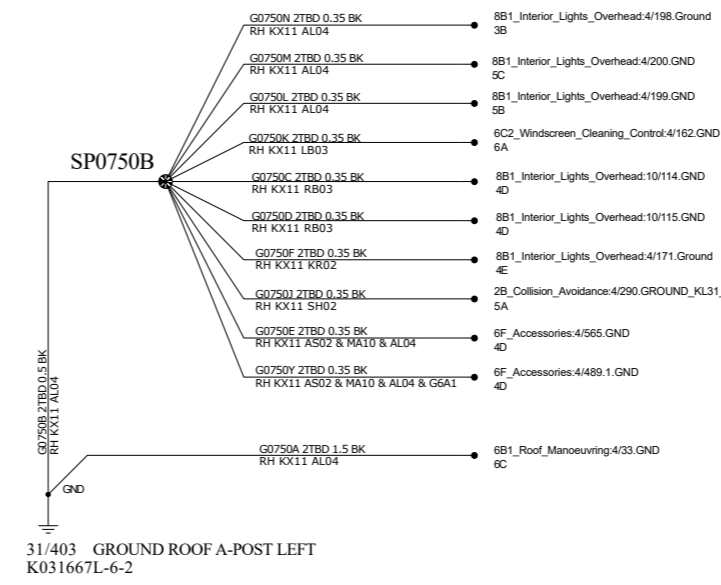 G0750N 2TBD 0.35 BK
RH KX11 AL04
8B1_Interior_Lights_Overhead:4/198.Ground
3B
G0750M 2TBD 0.35 BK
RH KX11 AL04
8B1_Interior_Lights_Overhead:4/200.GND
5C
G0750L 2TBD 0.35 BK
RH KX11 AL04
8B1_Interior_Lights_Overhead:4/199.GND
5B
G0750K 2TBD 0.35 BK
RH KX11 LB03
6C2_Windscreen_Cleaning_Control:4/162.GND
6A
SP0750B
G0750C 2TBD 0.35 BK
RH KX11 RB03
8B1_Interior_Lights_Overhead:10/114.GND
4D
G0750D 2TBD 0.35 BK
RH KX11 RB03
8B1_Interior_Lights_Overhead:10/115.GND
4D
G0750F 2TBD 0.35 BK
RH KX11 KR02
8B1_Interior_Lights_Overhead:4/171.Ground
4E
G0750J 2TBD 0.35 BK
RH KX11 SH02
2B_Collision_Avoidance:4/290.GROUND_KL31_
5A
G0750E 2TBD 0.35 BK
RH KX11 AS02 & MA10 & AL04
6F_Accessories:4/565.GND
4D
G0750Y 2TBD 0.35 BK
RH KX11 AS02 & MA10 & AL04 & G6A1
6F_Accessories:4/489.1.GND
4D
G0750B 2TBD 0.5 BK
RH KX11 AL04
G0750A 2TBD 1.5 BK
RH KX11 AL04
6B1_Roof_Manoeuvring:4/33.GND
6C
GND
31/403 GROUND ROOF A-POST LEFT
K031667L-6-2